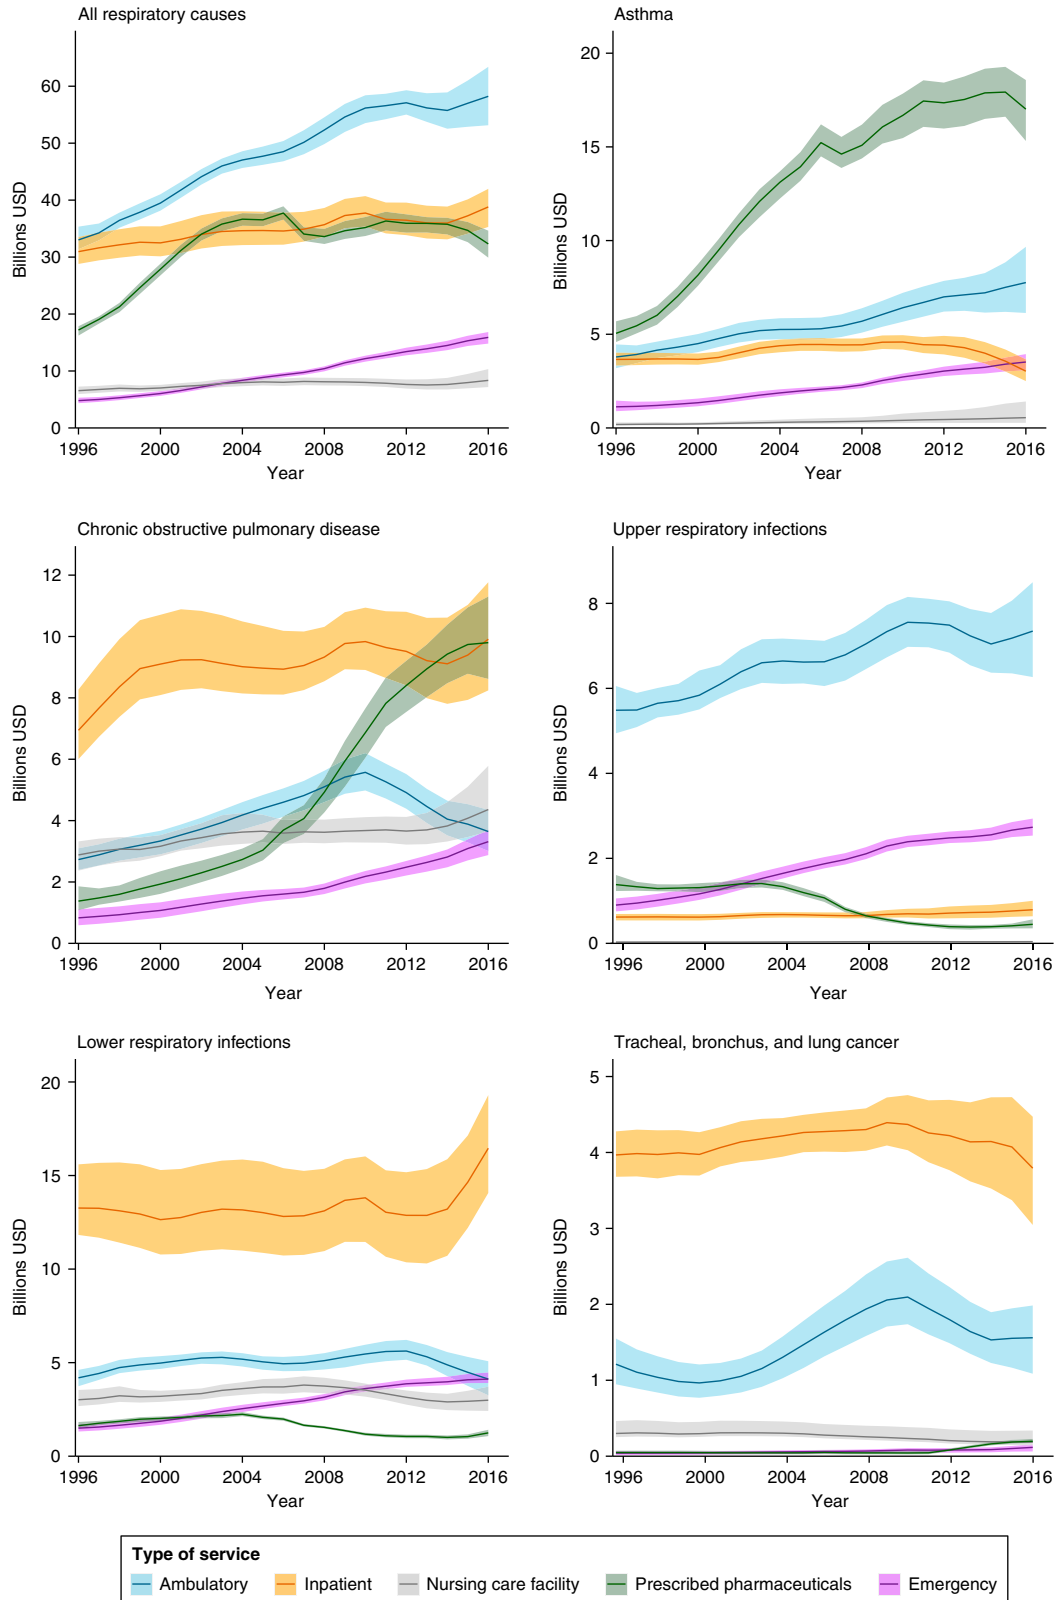 All respiratory causes
60
50
40
30
20
10
0
Billions USD
1996 2000 2004 2008 2012 2016
Year
Asthma
20
15
10
5
0
Billions USD
1996 2000 2004 2008 2012 2016
Year
Chronic obstructive pulmonary disease
12
10
8
6
4
2
0
Billions USD
1996 2000 2004 2008 2012 2016
Year
Upper respiratory infections
8
6
4
2
0
Billions USD
1996 2000 2004 2008 2012 2016
Year
Lower respiratory infections
20
15
10
5
0
Billions USD
1996 2000 2004 2008 2012 2016
Year
Tracheal, bronchus, and lung cancer
5
4
3
2
1
0
Billions USD
1996 2000 2004 2008 2012 2016
Year
Type of service
Ambulatory Inpatient Nursing care facility Prescribed pharmaceuticals Emergency